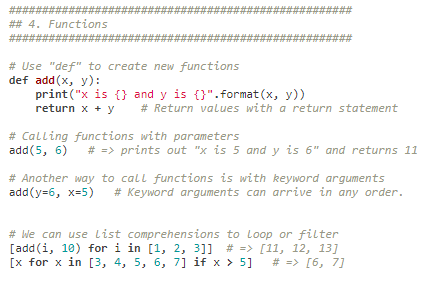 ####################################################
## 4. Functions
####################################################

# Use "def" to create new functions
def add(x, y):
    print("x is {} and y is {}".format(x, y))
    return x + y    # Return values with a return statement

# Calling functions with parameters
add(5, 6)   # => prints out "x is 5 and y is 6" and returns 11

# Another way to call functions is with keyword arguments
add(y=6, x=5)   # Keyword arguments can arrive in any order.

# We can use list comprehensions to loop or filter
[add(i, 10) for i in [1, 2, 3]]  # => [11, 12, 13]
[x for x in [3, 4, 5, 6, 7] if x > 5]   # => [6, 7]